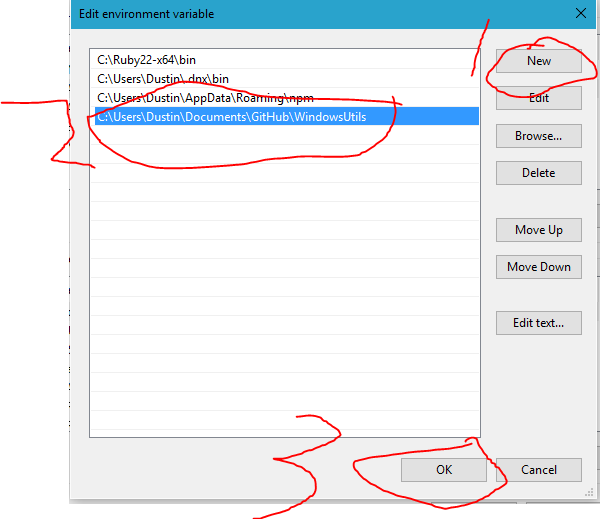 Edit environment variable
1
C:\Ruby22-x64\bin
C:\Users\Dustin\.dnx\bin
C:\Users\Dustin\AppData\Roaming\npm
C:\Users\Dustin\Documents\GitHub\WindowsUtils
2
New
Edit
Browse...
Delete
Move Up
Move Down
Edit text...
3
OK
Cancel